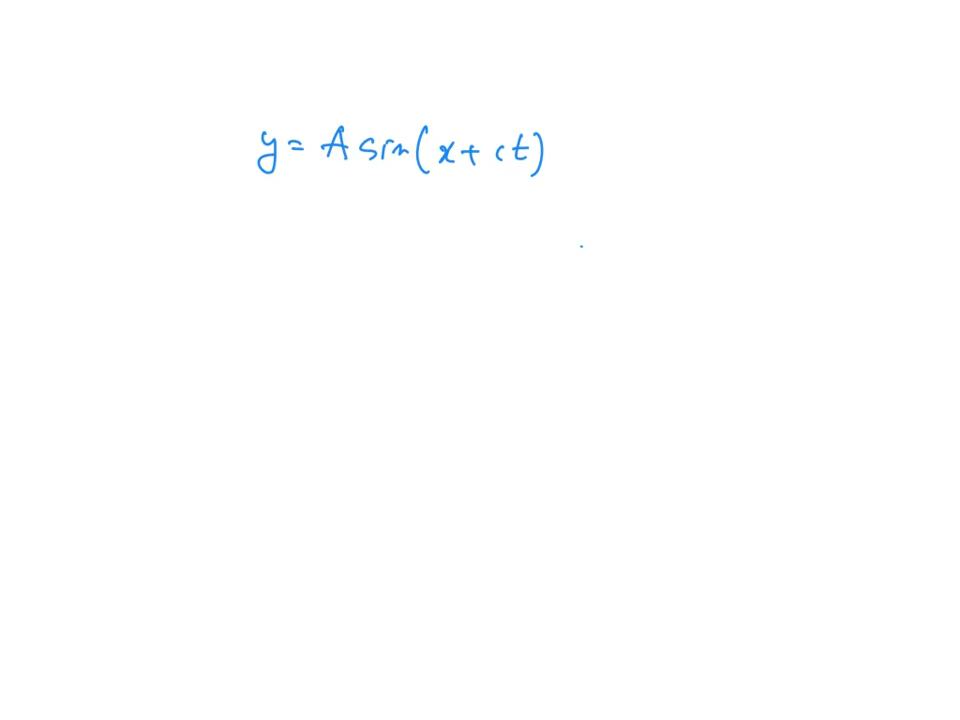 y = A sin(x + ct)